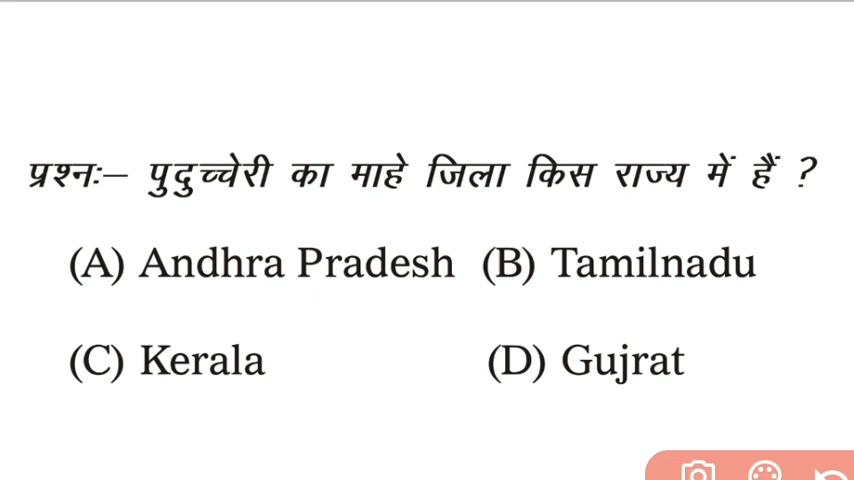 प्रश्नः– पुदुच्चेरी का माहे जिला किस राज्य में हैं ?
(A) Andhra Pradesh (B) Tamilnadu
(C) Kerala (D) Gujrat